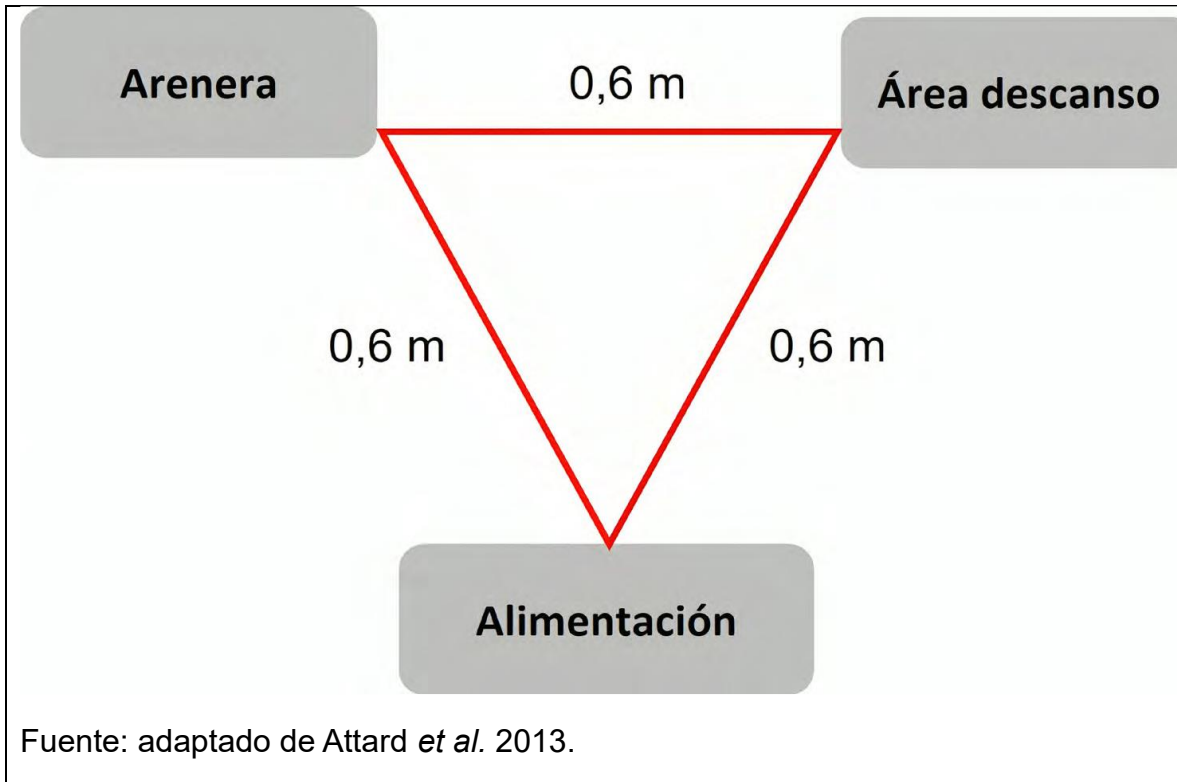 Arenera
0,6 m
Área descanso
0,6 m
0,6 m
Alimentación
Fuente: adaptado de Attard et al. 2013.